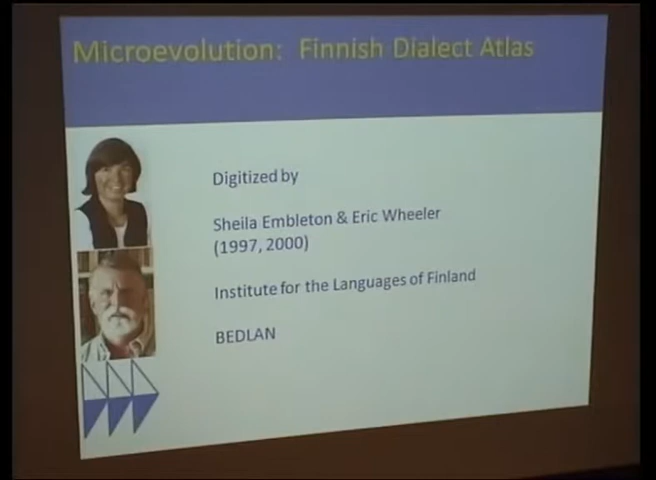 Microevolution: Finnish Dialect Atlas
Digitized by
Sheila Embleton & Eric Wheeler
(1997, 2000)
Institute for the Languages of Finland
BEDLAN